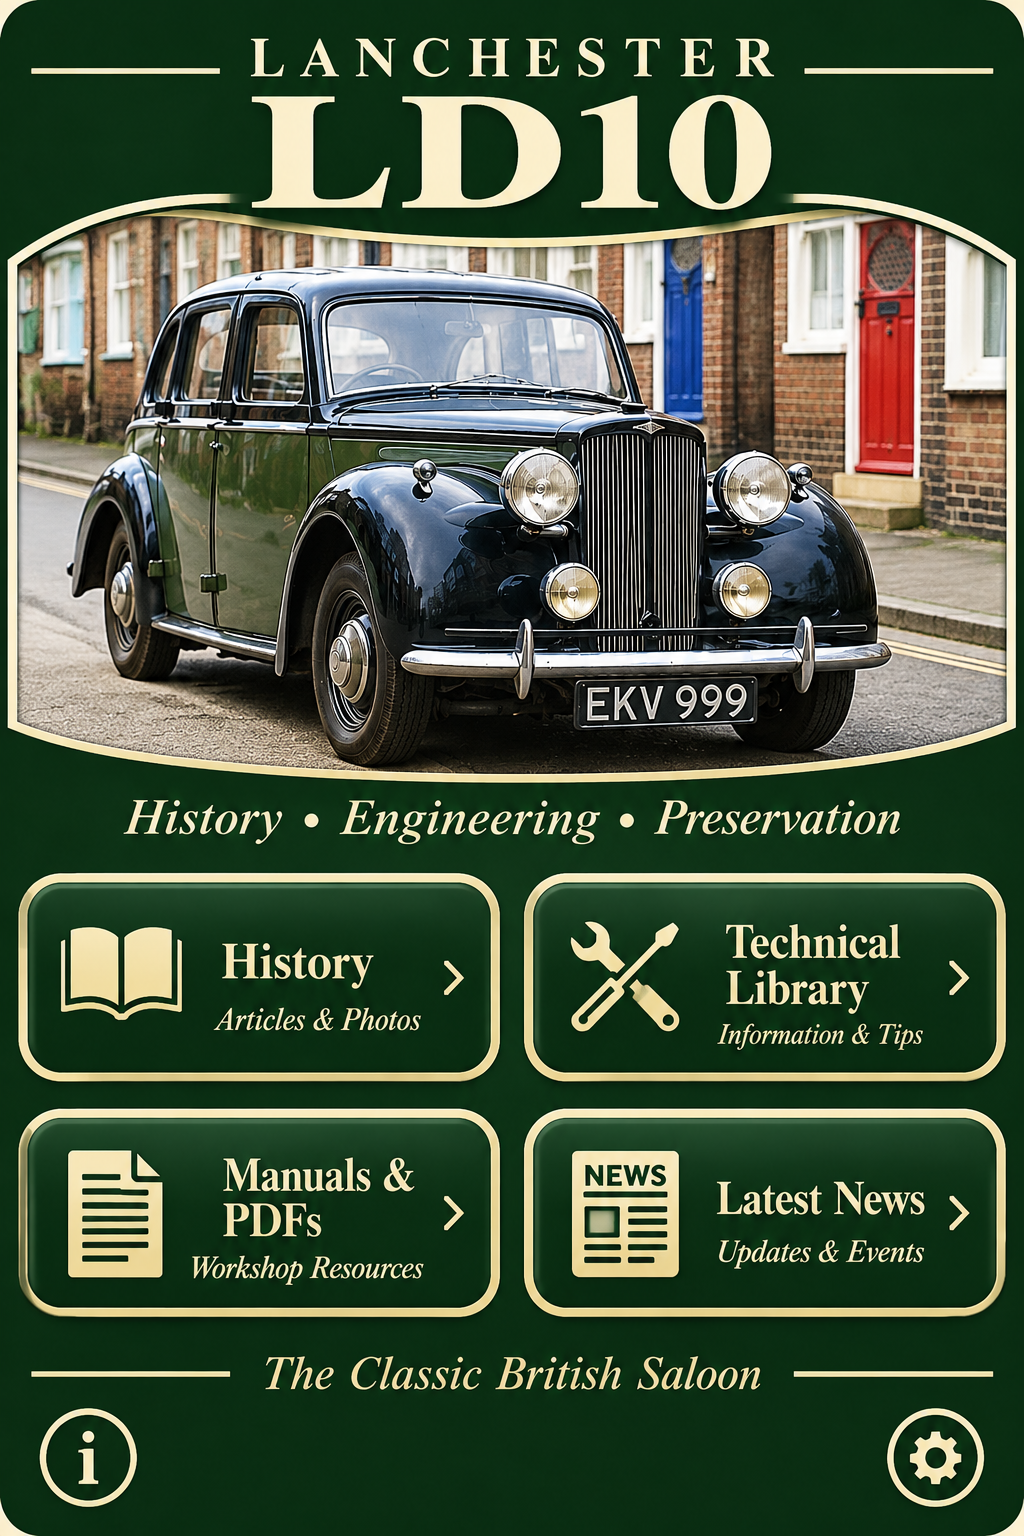 LANCHESTER
LD10
EKV 999
History • Engineering • Preservation
History
Articles & Photos
Technical
Library
Information & Tips
Manuals &
PDFs
Workshop Resources
NEWS
Latest News
Updates & Events
The Classic British Saloon
i